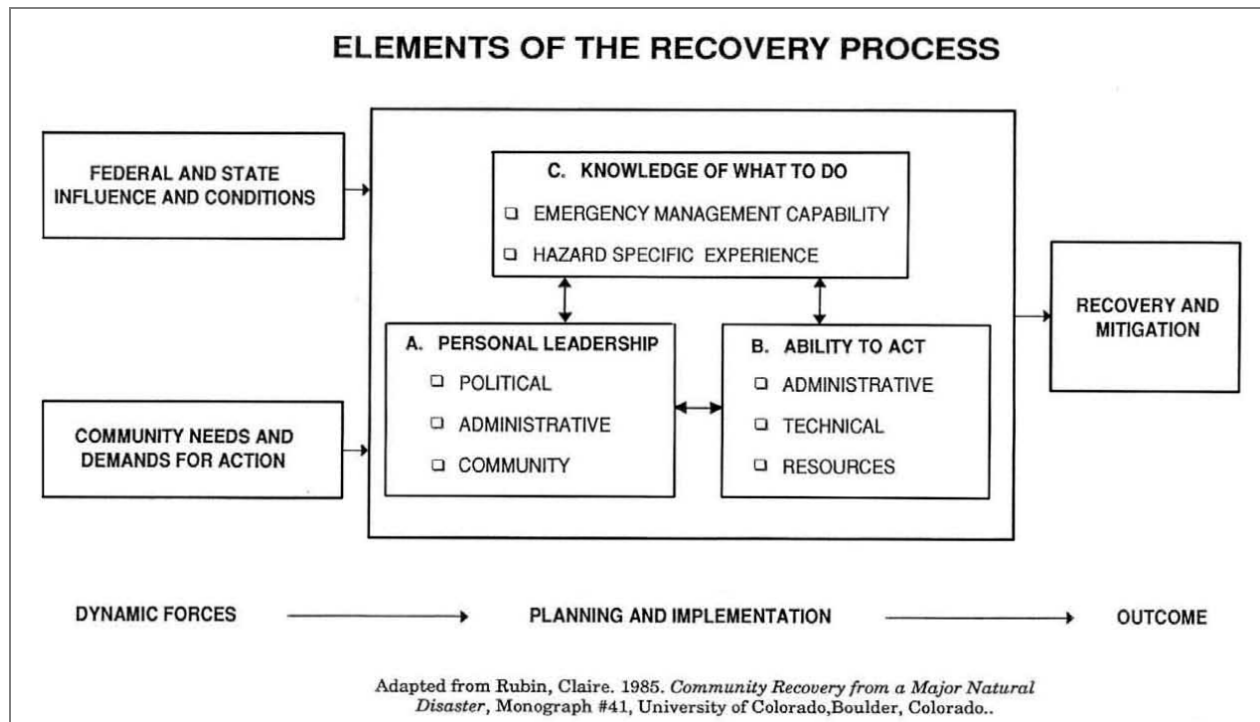 ELEMENTS OF THE RECOVERY PROCESS
FEDERAL AND STATE
INFLUENCE AND CONDITIONS
COMMUNITY NEEDS AND
DEMANDS FOR ACTION
C. KNOWLEDGE OF WHAT TO DO
EMERGENCY MANAGEMENT CAPABILITY
HAZARD SPECIFIC EXPERIENCE
A. PERSONAL LEADERSHIP
POLITICAL
ADMINISTRATIVE
COMMUNITY
B. ABILITY TO ACT
ADMINISTRATIVE
TECHNICAL
RESOURCES
RECOVERY AND
MITIGATION
DYNAMIC FORCES
PLANNING AND IMPLEMENTATION
OUTCOME
Adapted from Rubin, Claire. 1985. Community Recovery from a Major Natural
Disaster, Monograph #41, University of Colorado,Boulder, Colorado..